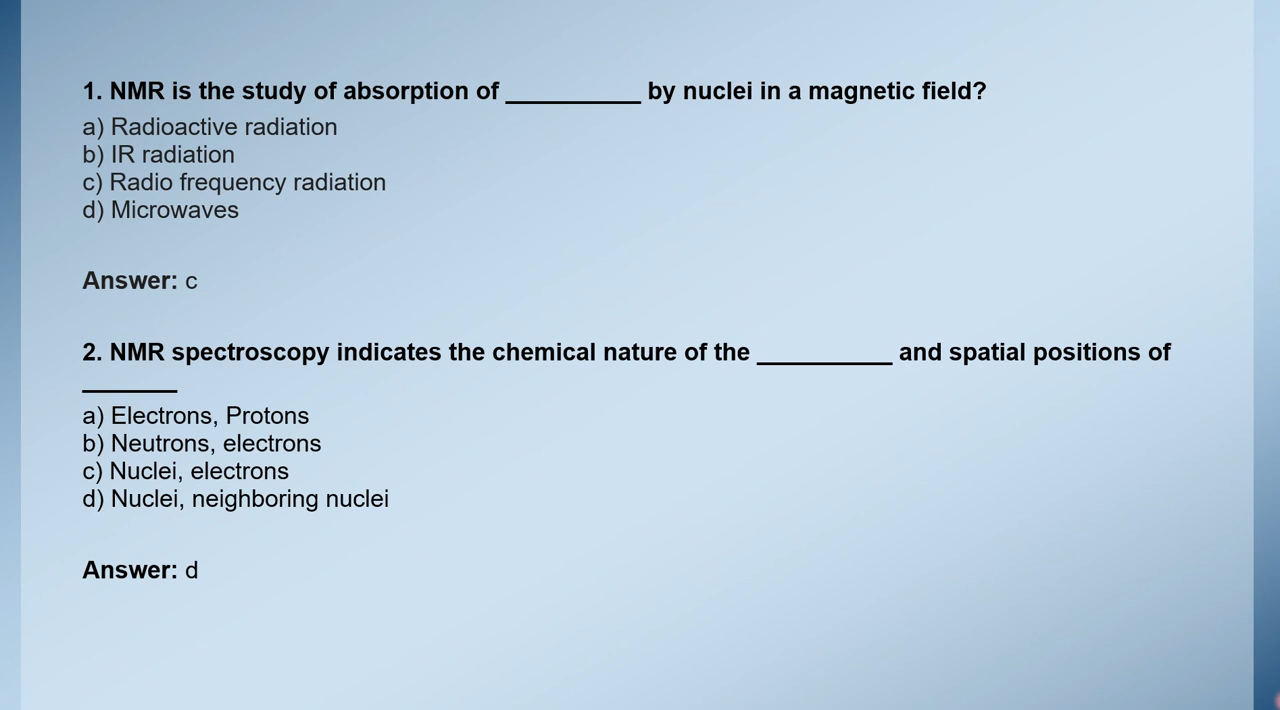 1. NMR is the study of absorption of __________ by nuclei in a magnetic field?
a) Radioactive radiation
b) IR radiation
c) Radio frequency radiation
d) Microwaves
Answer: c
2. NMR spectroscopy indicates the chemical nature of the __________ and spatial positions of
_______
a) Electrons, Protons
b) Neutrons, electrons
c) Nuclei, electrons
d) Nuclei, neighboring nuclei
Answer: d